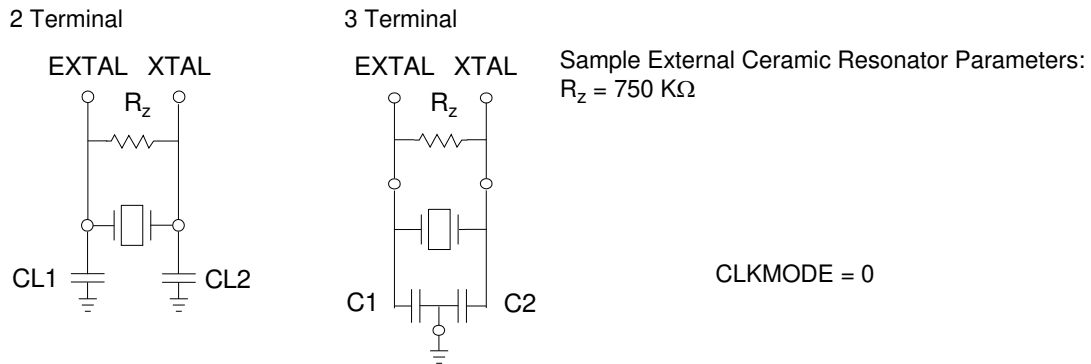 2 Terminal
3 Terminal
EXTAL XTAL
EXTAL XTAL
Sample External Ceramic Resonator Parameters:
Rz = 750 KΩ
Rz
Rz
CL1
CL2
C1
C2
CLKMODE = 0